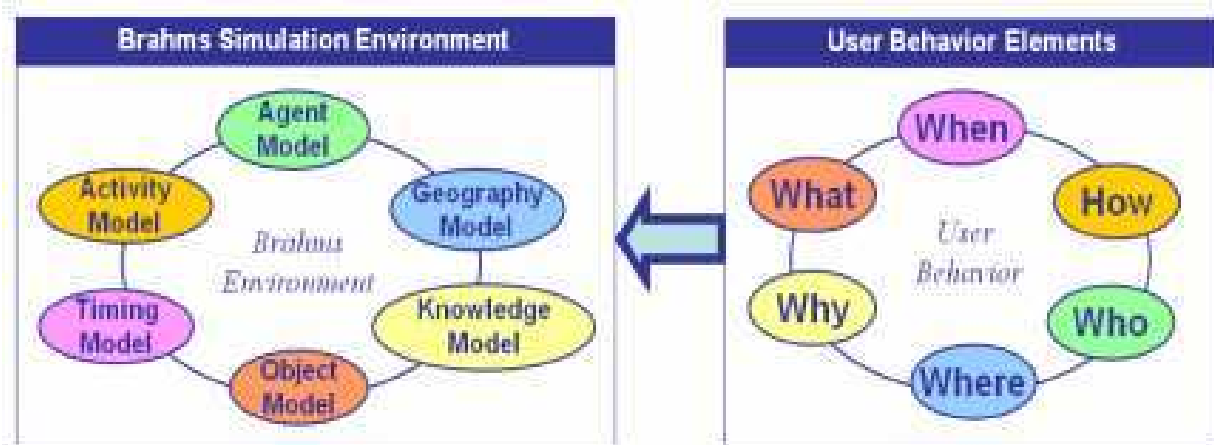 Brahms Simulation Environment
Agent
Model
Activity
Model
Geography
Model
Brahms
Environment
Timing
Model
Knowledge
Model
Object
Model
User Behavior Elements
When
What
How
User
Behavior
Why
Who
Where